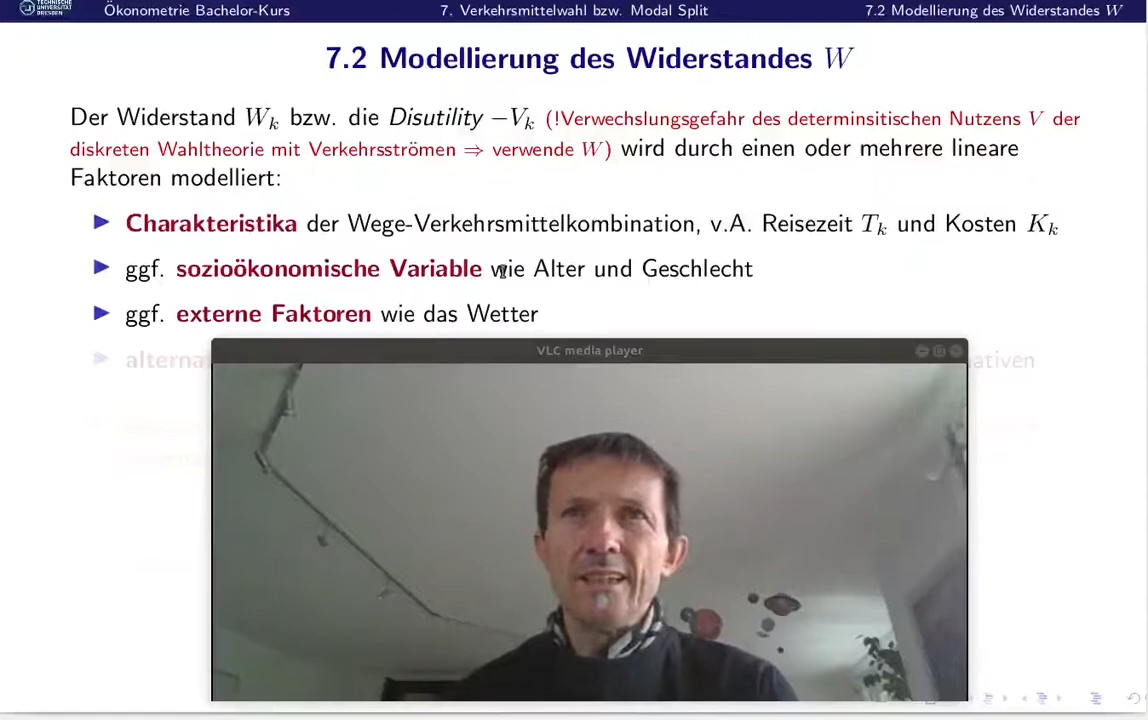 TECHNISCHE
UNIVERSITÄT
DRESDEN
Ökonometrie Bachelor-Kurs
7. Verkehrsmittelwahl bzw. Modal Split
7.2 Modellierung des Widerstandes W
7.2 Modellierung des Widerstandes W
Der Widerstand W_k bzw. die Disutility −V_k (!Verwechslungsgefahr des determinsitischen Nutzens V der
diskreten Wahltheorie mit Verkehrsströmen ⇒ verwende W) wird durch einen oder mehrere lineare
Faktoren modelliert:
Charakteristika der Wege-Verkehrsmittelkombination, v.A. Reisezeit T_k und Kosten K_k
ggf. sozioökonomische Variable wie Alter und Geschlecht
ggf. externe Faktoren wie das Wetter
VLC media player